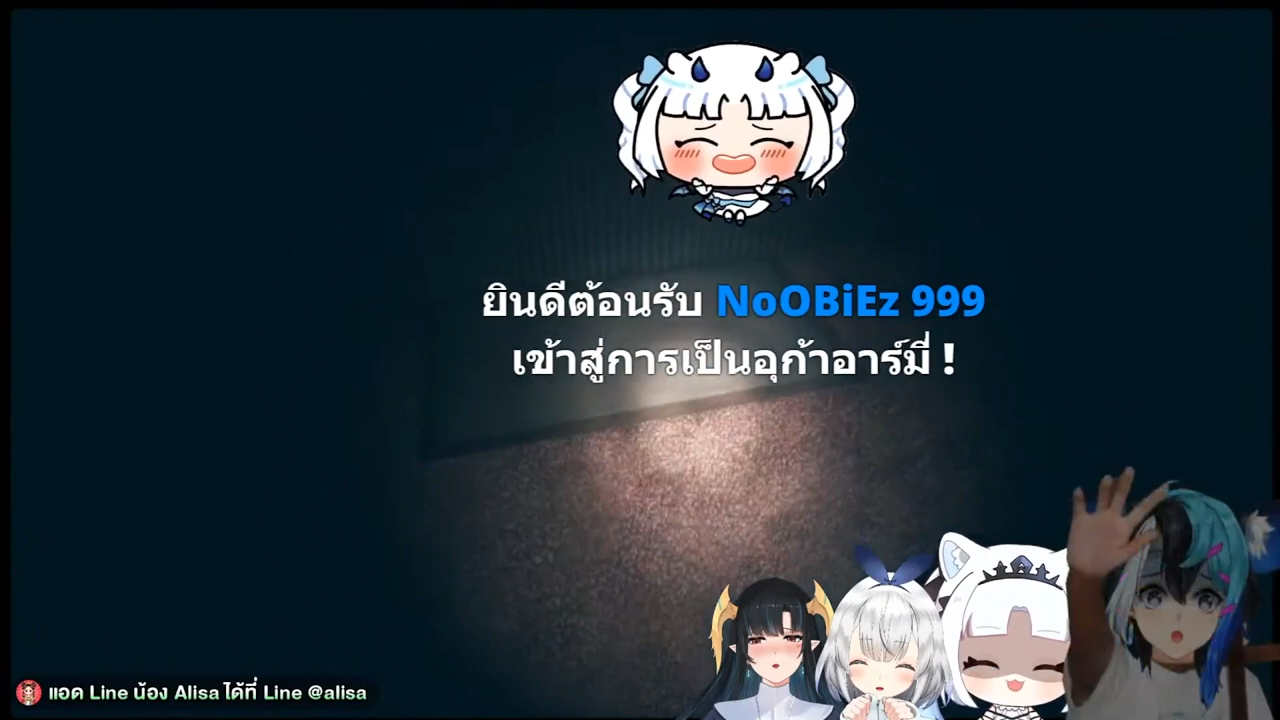 ยินดีต้อนรับ NoOBiEz 999
เข้าสู่การเป็นอุก้าอาร์มี่ !
แอด Line น้อง Alisa ได้ที่ Line @alisa